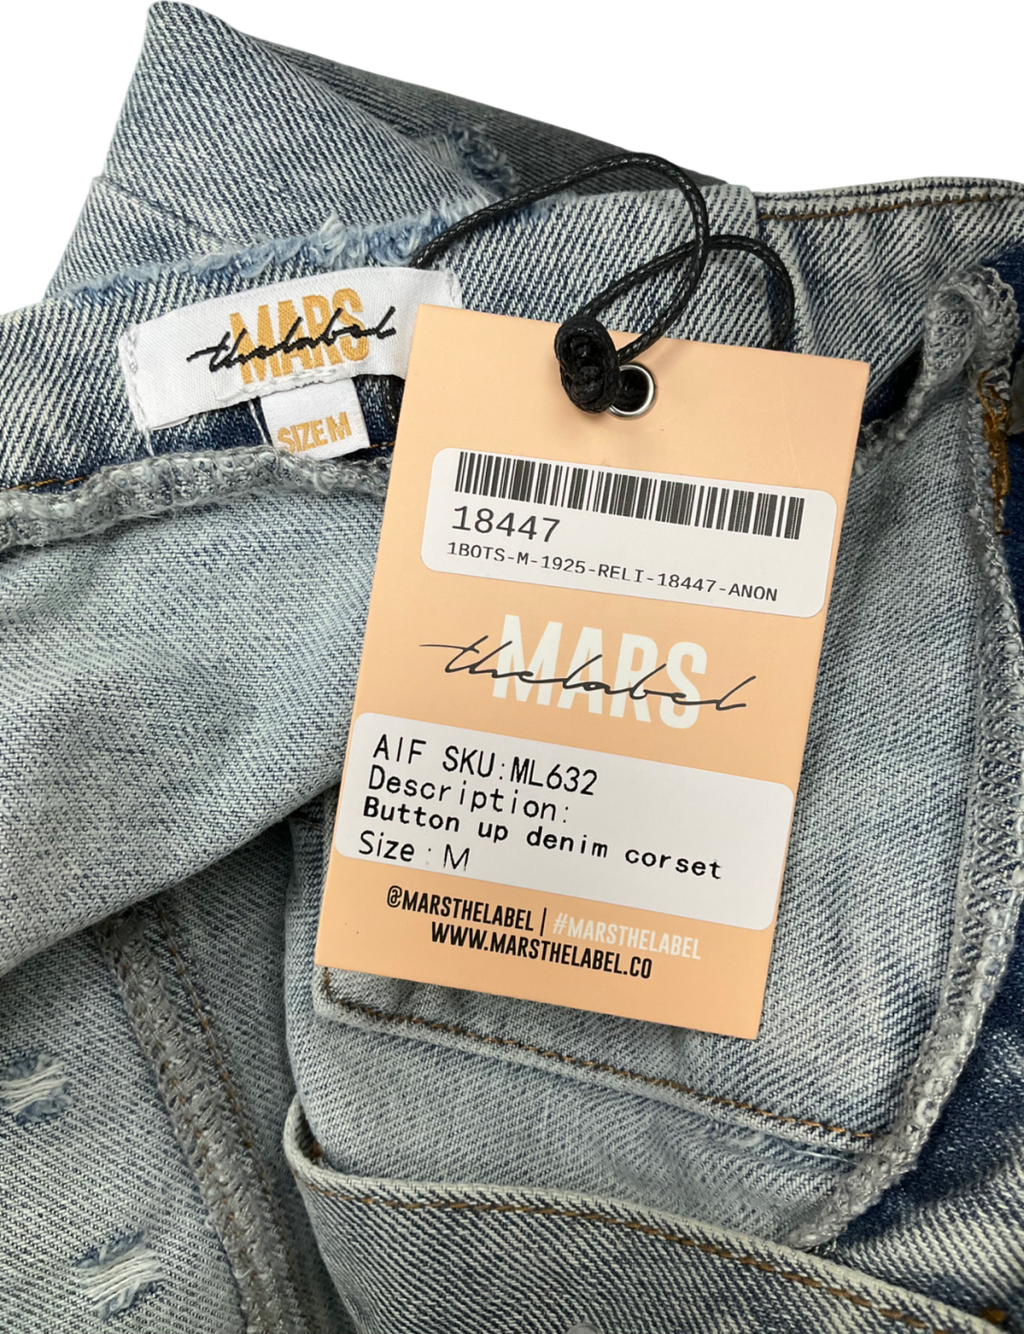 MARS
thelabel
SIZE M
18447
1BOTS-M-1925-RELI-18447-ANON
MARS
thelabel
AIF SKU:ML632
Description:
Button up denim corset
Size:M
@MARSTHELABEL | #MARSTHELABEL
WWW.MARSTHELABEL.CO